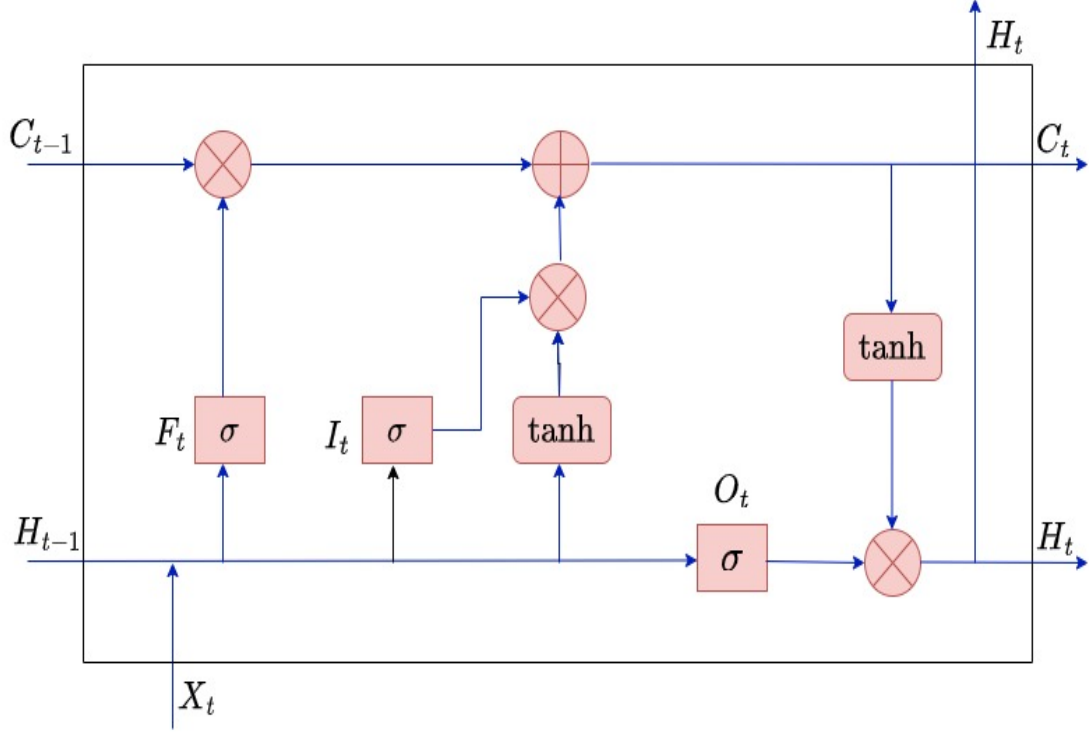 H_t
C_{t-1}
C_t
tanh
F_t σ
I_t σ
tanh
O_t
H_{t-1}
σ
H_t
X_t